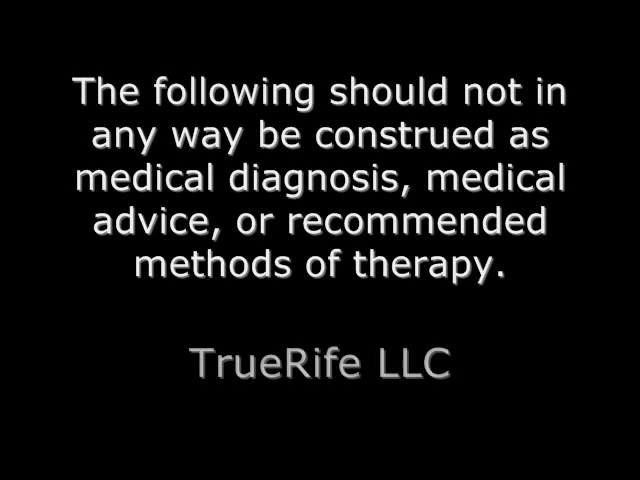 The following should not in
any way be construed as
medical diagnosis, medical
advice, or recommended
methods of therapy.
TrueRife LLC